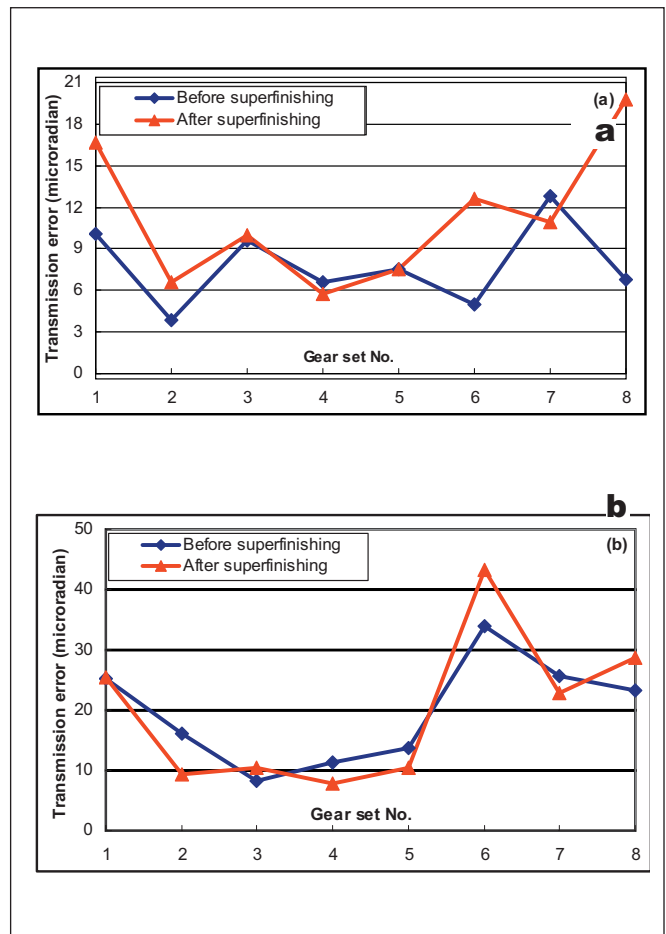 Transmission error (microradian)
21
18
15
12
9
6
3
0
Before superfinishing
After superfinishing
(a)
a
Gear set No.
1 2 3 4 5 6 7 8
b
Transmission error (microradian)
50
40
30
20
10
0
Before superfinishing
After superfinishing
(b)
Gear set No.
1 2 3 4 5 6 7 8